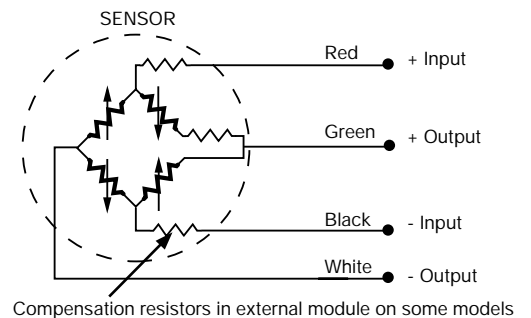 SENSOR
Red + Input
Green + Output
Black - Input
White - Output
Compensation resistors in external module on some models